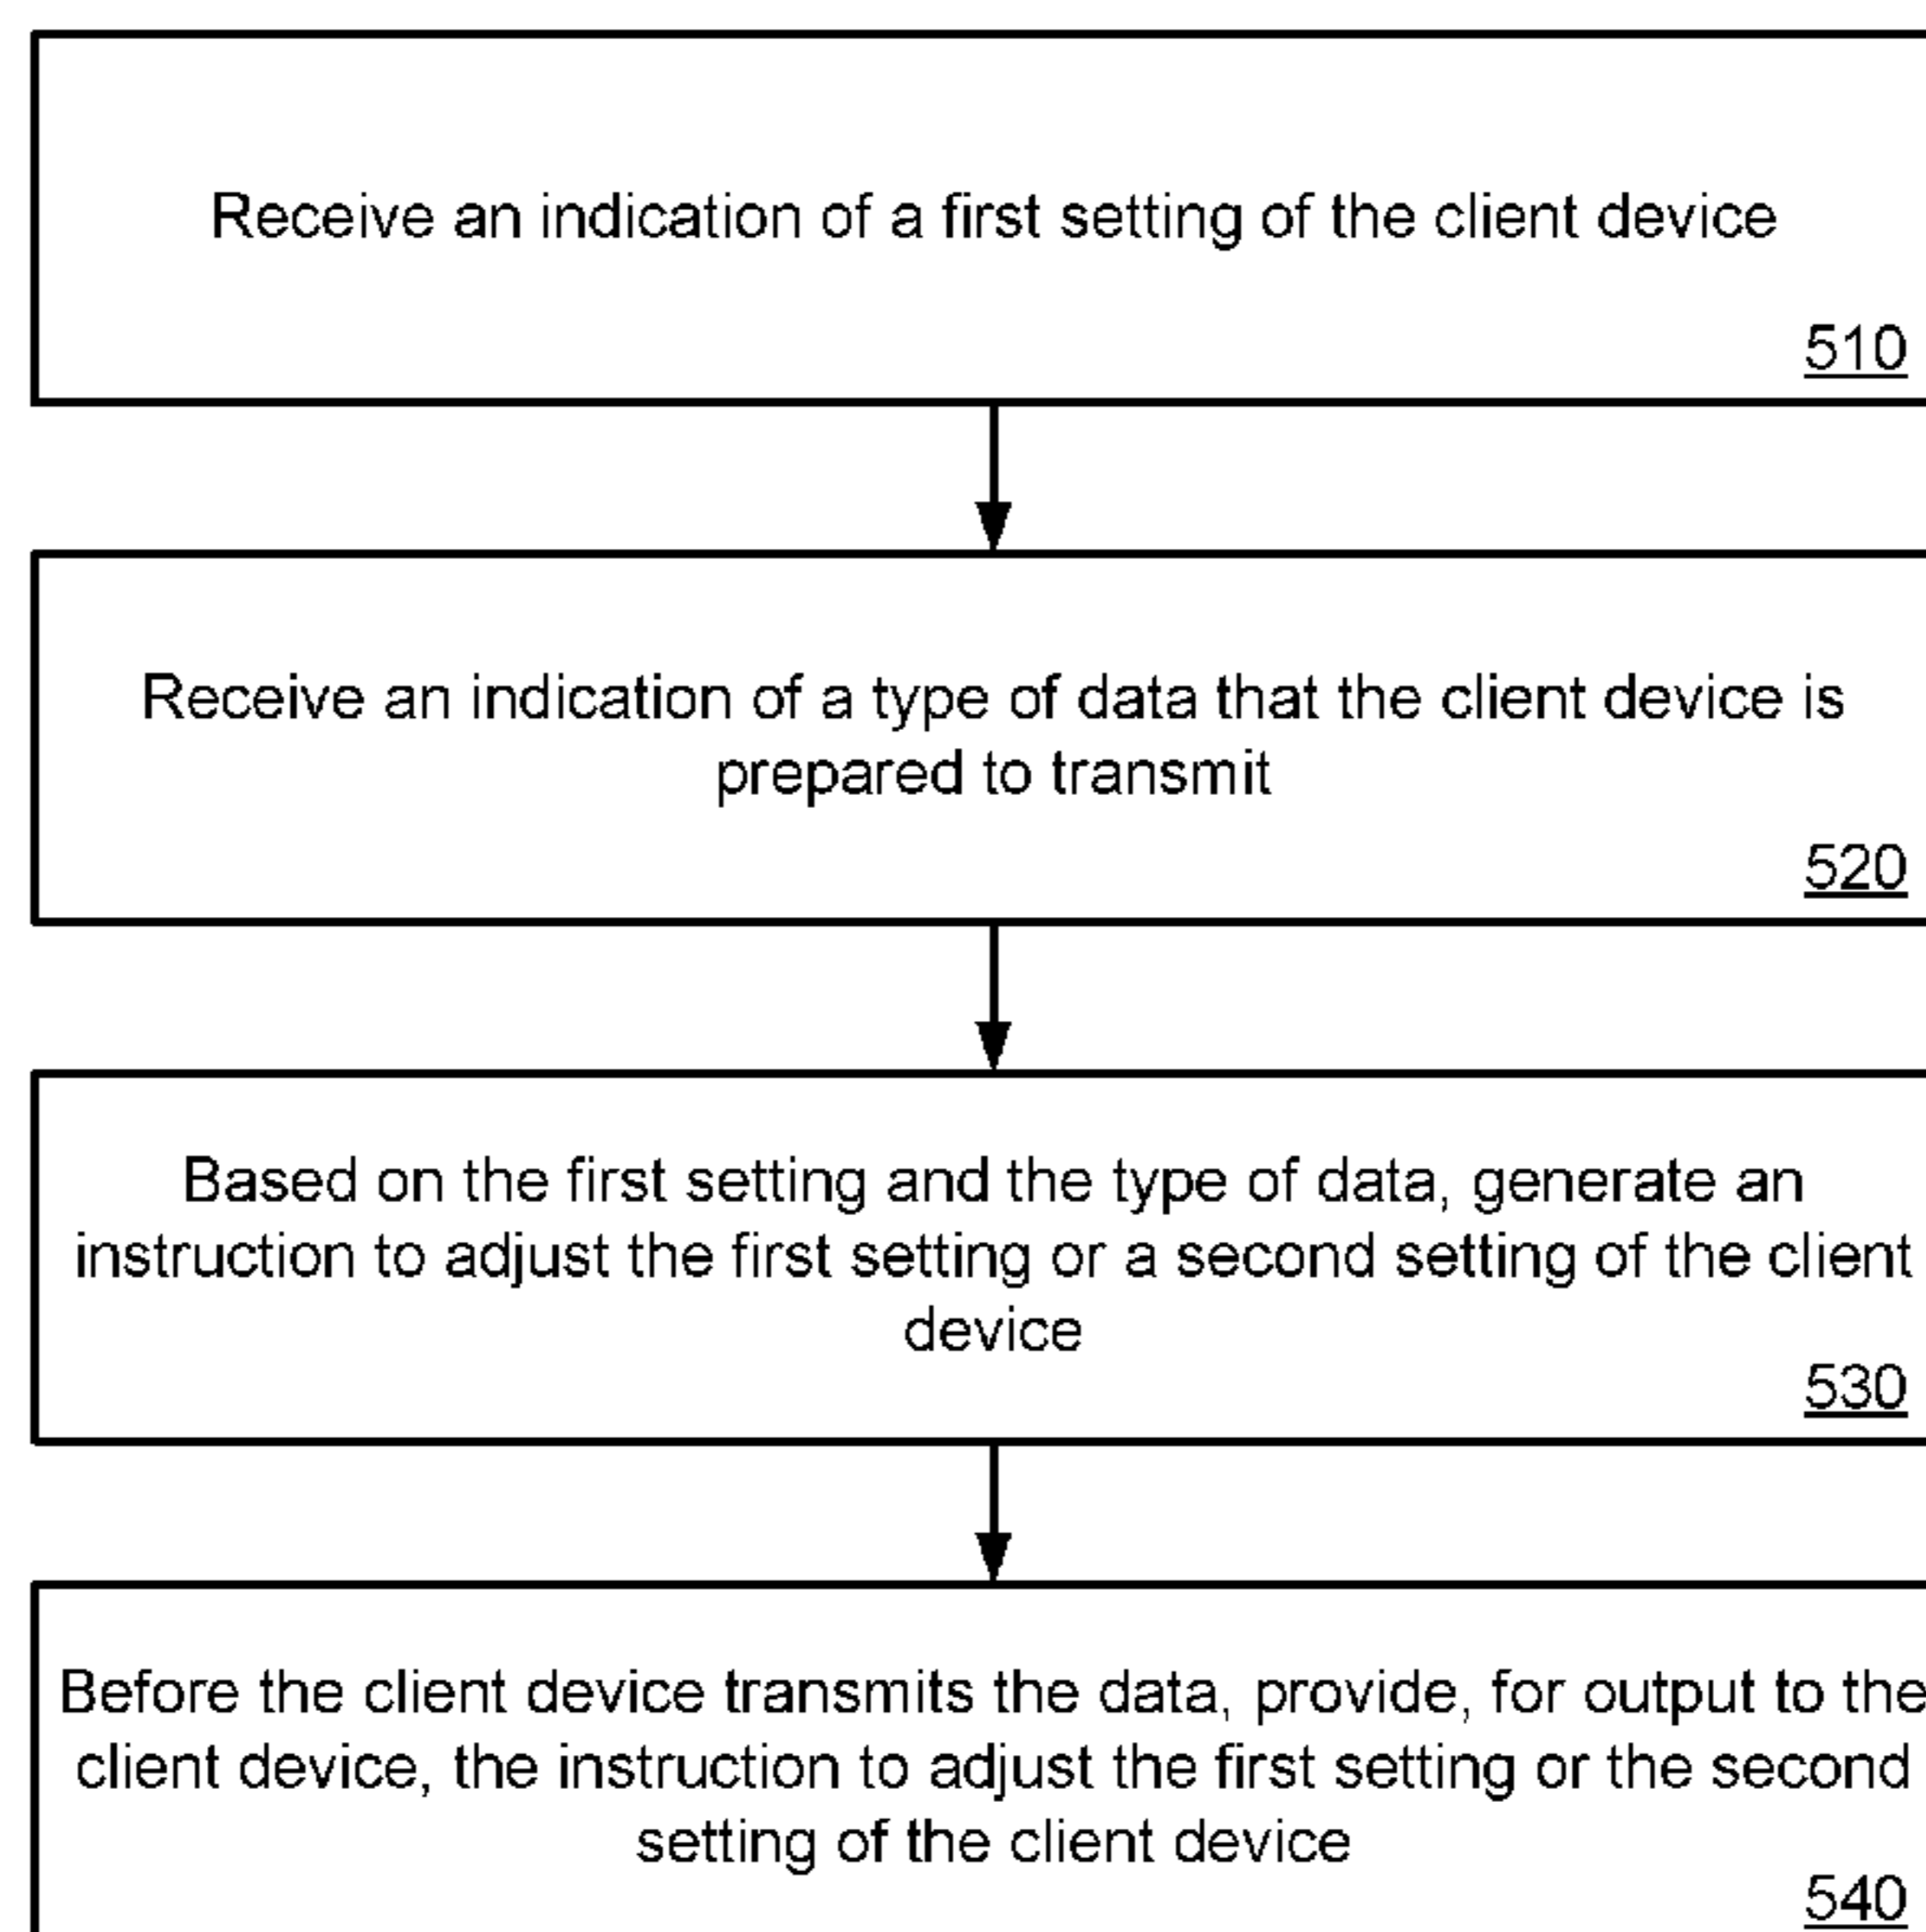 Receive an indication of a first setting of the client device
510
Receive an indication of a type of data that the client device is
prepared to transmit
520
Based on the first setting and the type of data, generate an
instruction to adjust the first setting or a second setting of the client
device
530
Before the client device transmits the data, provide, for output to the
client device, the instruction to adjust the first setting or the second
setting of the client device
540